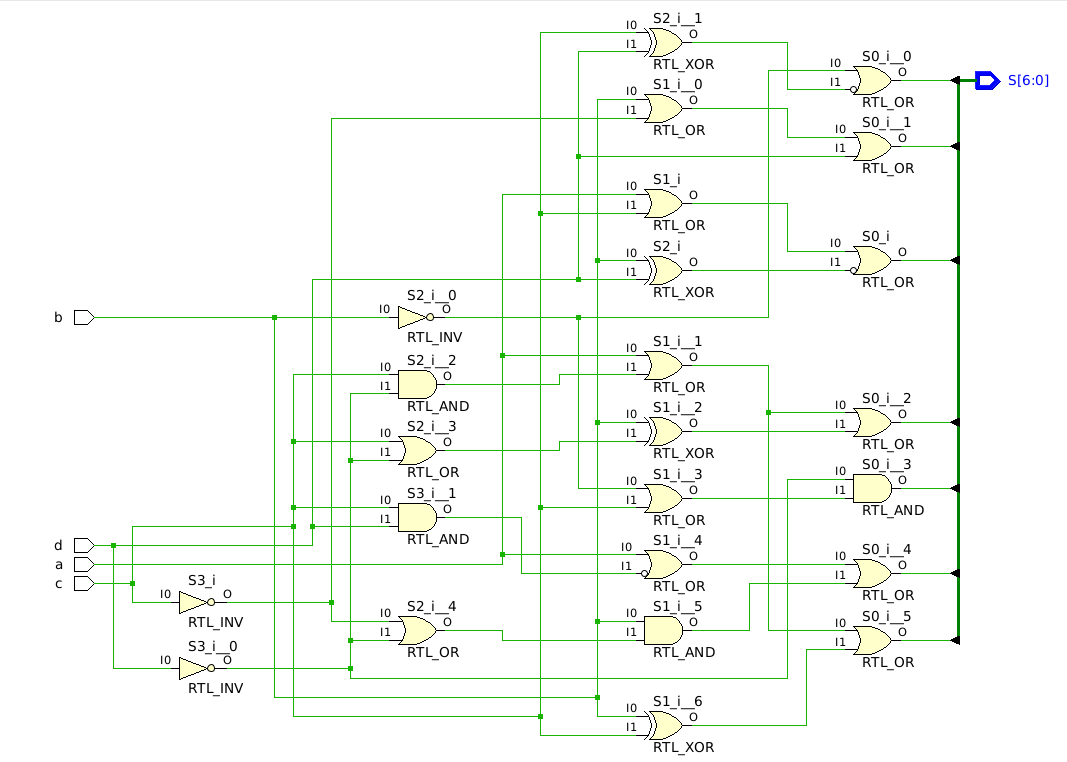 S2_i__1
I0
O
I1
RTL_XOR
S0_i__0
I0
O
I1
RTL_OR
S[6:0]
S1_i__0
I0
O
I1
RTL_OR
S0_i__1
I0
O
I1
RTL_OR
S1_i
I0
O
I1
RTL_OR
S2_i
I0
O
I1
RTL_XOR
S0_i
I0
O
I1
RTL_OR
b
S2_i__0
I0
O
RTL_INV
S2_i__2
I0
O
I1
RTL_AND
S1_i__1
I0
O
I1
RTL_OR
S2_i__3
I0
O
I1
RTL_OR
S1_i__2
I0
O
I1
RTL_XOR
S0_i__2
I0
O
I1
RTL_OR
S3_i__1
I0
O
I1
RTL_AND
S1_i__3
I0
O
I1
RTL_OR
S0_i__3
I0
O
I1
RTL_AND
d
a
c
S1_i__4
I0
O
I1
RTL_OR
S0_i__4
I0
O
I1
RTL_OR
S3_i
I0
O
RTL_INV
S2_i__4
I0
O
I1
RTL_OR
S1_i__5
I0
O
I1
RTL_AND
S0_i__5
I0
O
I1
RTL_OR
S3_i__0
I0
O
RTL_INV
S1_i__6
I0
O
I1
RTL_XOR